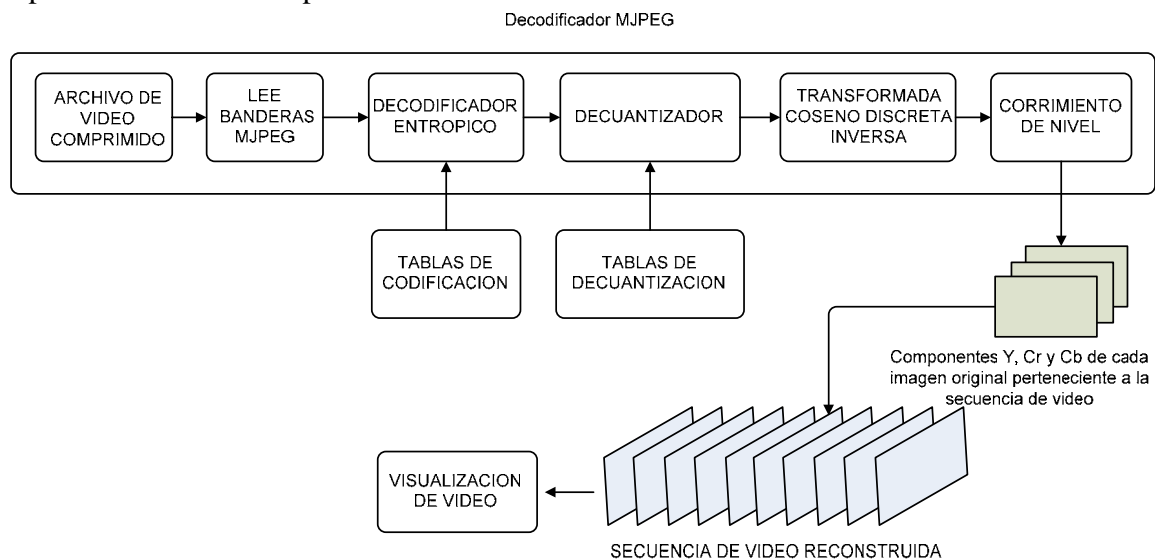 Decodificador MJPEG
ARCHIVO DE
VIDEO
COMPRIMIDO
LEE
BANDERAS
MJPEG
DECODIFICADOR
ENTROPICO
DECUANTIZADOR
TRANSFORMADA
COSENO DISCRETA
INVERSA
CORRIMIENTO
DE NIVEL
TABLAS DE
CODIFICACION
TABLAS DE
DECUANTIZACION
Componentes Y, Cr y Cb de cada
imagen original perteneciente a la
secuencia de video
VISUALIZACION
DE VIDEO
SECUENCIA DE VIDEO RECONSTRUIDA